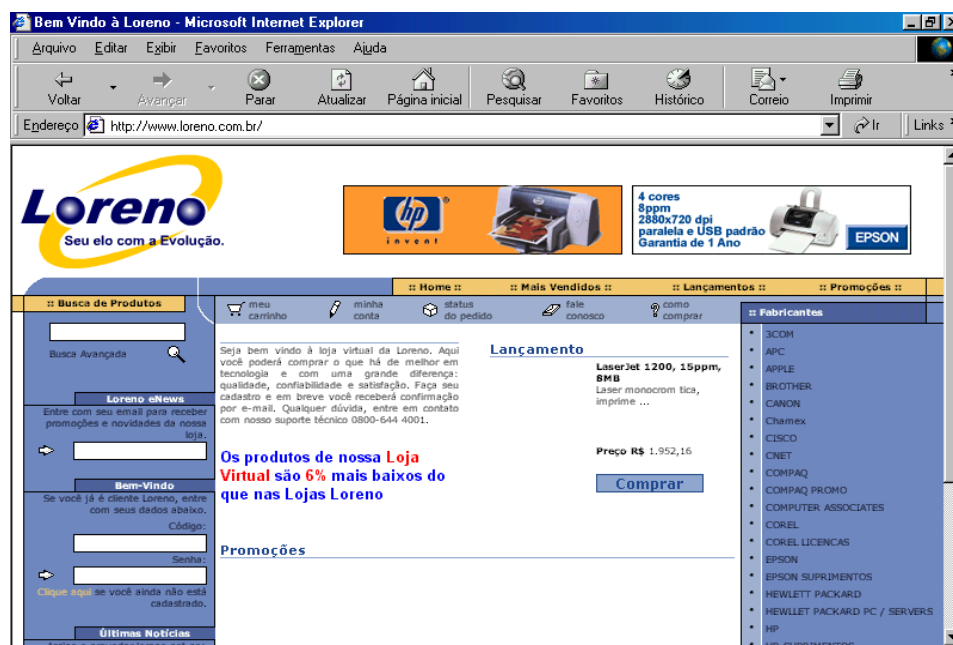 Bem Vindo à Loreno - Microsoft Internet Explorer
Arquivo Editar Exibir Favoritos Ferramentas Ajuda
Voltar Avançar Parar Atualizar Página inicial Pesquisar Favoritos Histórico Correio Imprimir
Endereço http://www.loreno.com.br/ Ir Links
Loreno
Seu elo com a Evolução.
hp
invent
4 cores
8ppm
2880x720 dpi
paralela e USB padrão
Garantia de 1 Ano
EPSON
:: Home :: :: Mais Vendidos :: :: Lançamentos :: :: Promoções ::
:: Busca de Produtos
Busca Avançada
Loreno eNews
Entre com seu email para receber
promoções e novidades da nossa
loja.
Bem-Vindo
Se você já é cliente Loreno, entre
com seus dados abaixo.
Código:
Senha:
Clique aqui se você ainda não está
cadastrado.
Últimas Notícias
meu
carrinho
minha
conta
status
do pedido
fale
conosco
como
comprar
Seja bem vindo à loja virtual da Loreno. Aqui
você poderá comprar o que há de melhor em
tecnologia e com uma grande diferença:
qualidade, confiabilidade e satisfação. Faça seu
cadastro e em breve você receberá confirmação
por e-mail. Qualquer dúvida, entre em contato
com nosso suporte técnico 0800-644 4001.
Os produtos de nossa Loja
Virtual são 6% mais baixos do
que nas Lojas Loreno
Lançamento
LaserJet 1200, 15ppm,
8MB
Laser monocrom tica,
imprime ...
Preço R$ 1.952,16
Comprar
Promoções
:: Fabricantes
3COM
APC
APPLE
BROTHER
CANON
Chamex
CISCO
CNET
COMPAQ
COMPAQ PROMO
COMPUTER ASSOCIATES
COREL
COREL LICENCAS
EPSON
EPSON SUPRIMENTOS
HEWLETT PACKARD
HEWLLET PACKARD PC / SERVERS
HP
HP SUPRIMENTOS